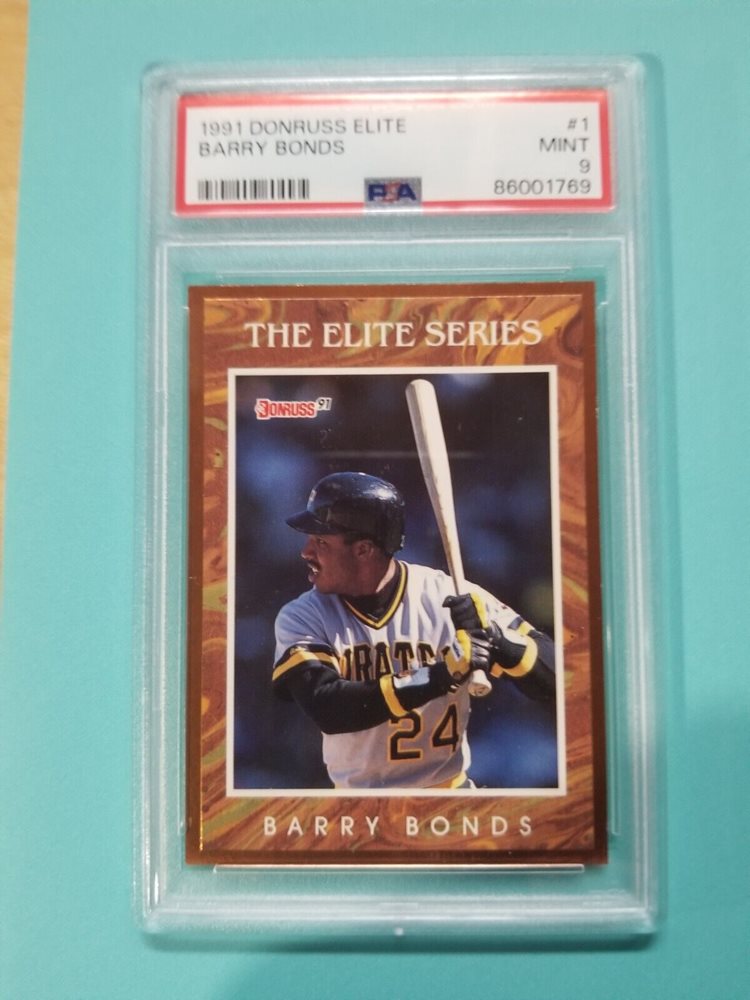 1991 DONRUSS ELITE #1
BARRY BONDS MINT
9
PSA 86001769
THE ELITE SERIES
DONRUSS 91
PIRATES
24
BARRY BONDS